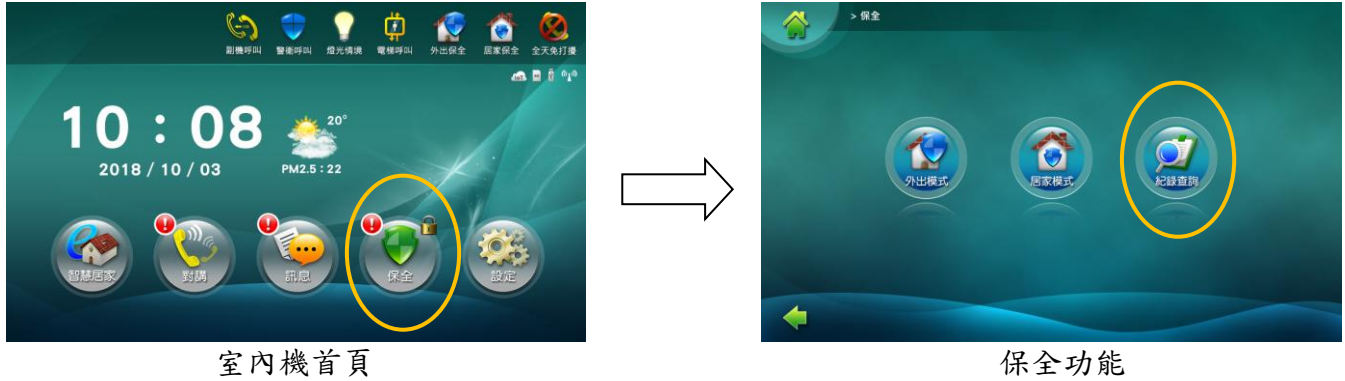 副機呼叫 警衛呼叫 燈光情境 電梯呼叫 外出保全 居家保全 全天免打擾
10 : 08
20°
2018 / 10 / 03
PM2.5 : 22
智慧居家 對講 訊息 保全 設定
室內機首頁
> 保全
外出模式 居家模式 紀錄查詢
保全功能